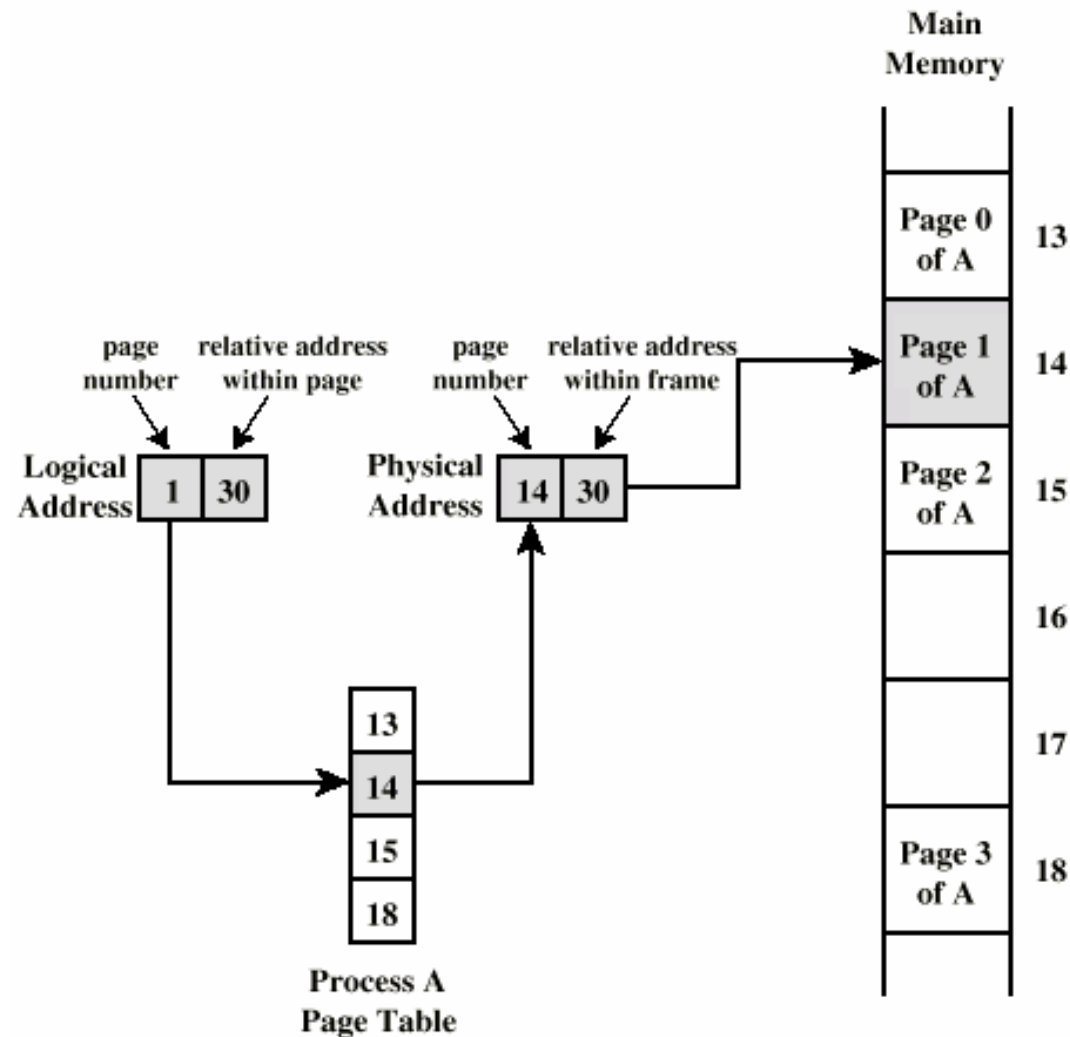 Main
Memory
Page 0
of A
13
Page 1
of A
14
Page 2
of A
15
16
17
Page 3
of A
18
page
number
relative address
within page
Logical
Address
1
30
page
number
relative address
within frame
Physical
Address
14
30
13
14
15
18
Process A
Page Table